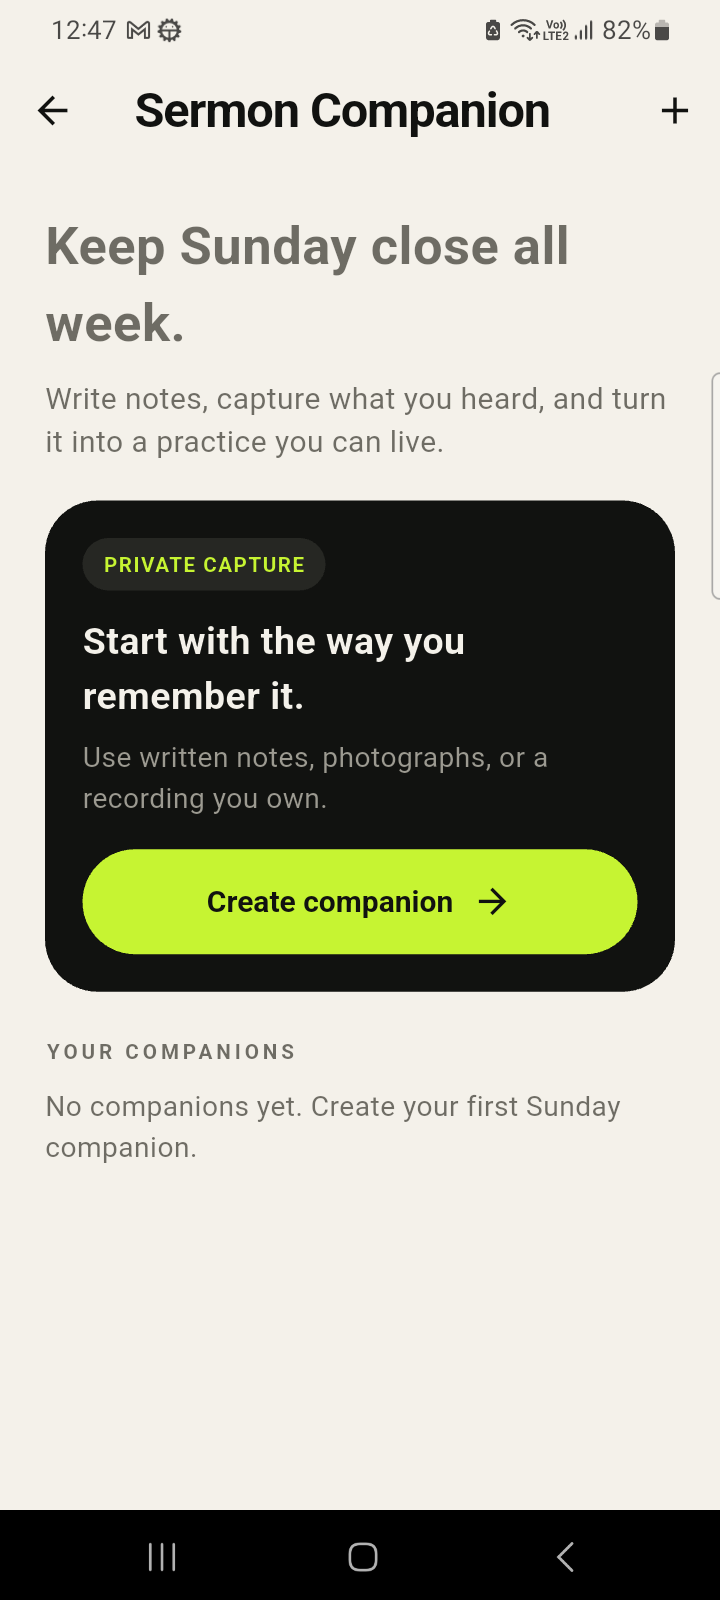 12:47
Vo))
LTE2
82%
Sermon Companion
Keep Sunday close all
week.
Write notes, capture what you heard, and turn
it into a practice you can live.
PRIVATE CAPTURE
Start with the way you
remember it.
Use written notes, photographs, or a
recording you own.
Create companion
YOUR COMPANIONS
No companions yet. Create your first Sunday
companion.